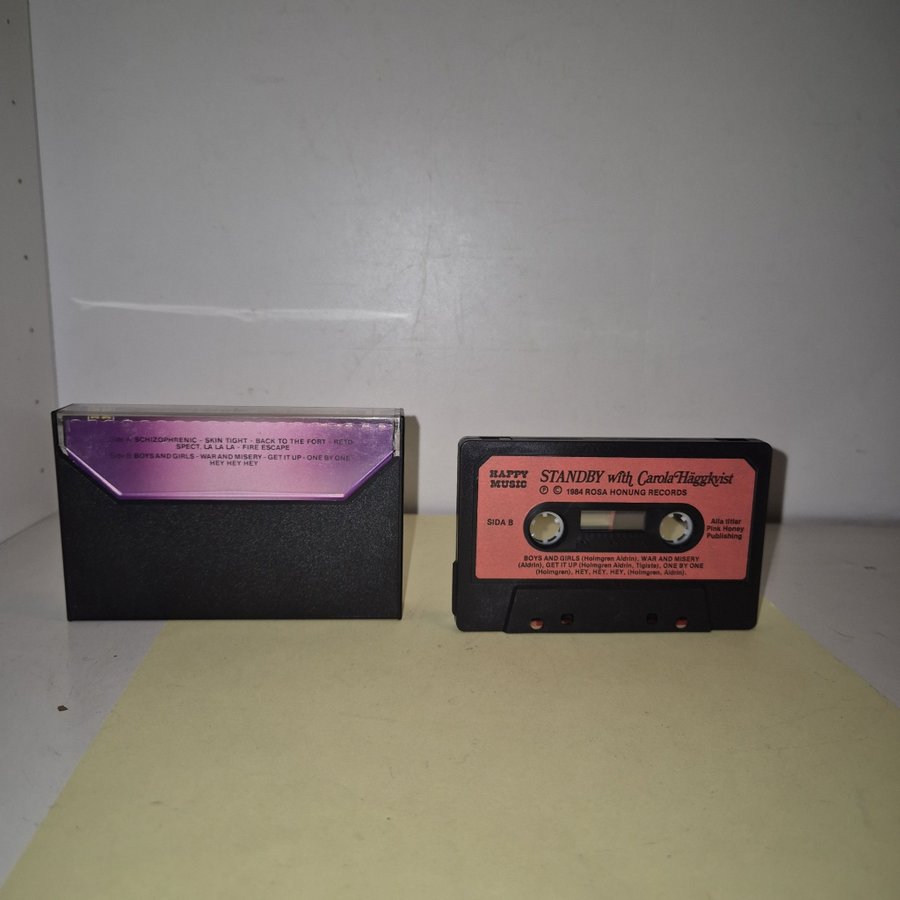 SIDA A: SCHIZOPHRENIC - SKIN TIGHT - BACK TO THE FORT - RETO-
SPECT. LA LA LA - FIRE ESCAPE
SIDA B: BOYS AND GIRLS - WAR AND MISERY - GET IT UP - ONE BY ONE -
HEY HEY HEY
HAPPY
MUSIC
STANDBY with Carola Häggkvist
Ⓟ © 1984 ROSA HONUNG RECORDS
SIDA B
Alla titlar
Pink Honey
Publishing
BOYS AND GIRLS (Holmgren Aldrin), WAR AND MISERY
(Aldrin), GET IT UP (Holmgren Aldrin, Tigiste), ONE BY ONE
(Holmgren), HEY, HEY, HEY, (Holmgren, Aldrin).